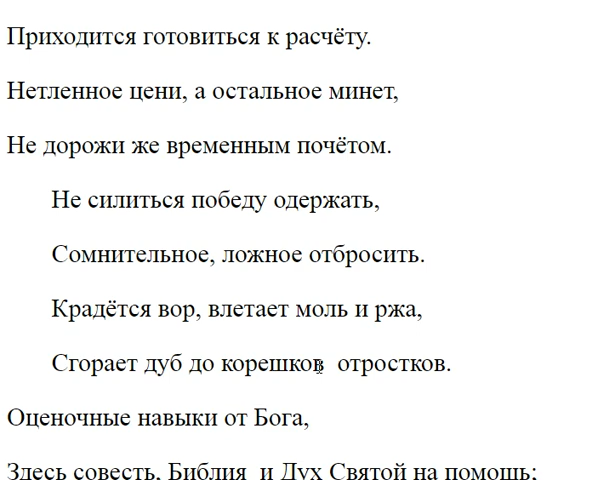 Приходится готовиться к расчёту.
Нетленное цени, а остальное минет,
Не дорожи же временным почётом.
Не силиться победу одержать,
Сомнительное, ложное отбросить.
Крадётся вор, влетает моль и ржа,
Сгорает дуб до корешков  отростков.
Оценочные навыки от Бога,
Здесь совесть, Библия  и Дух Святой на помощь;